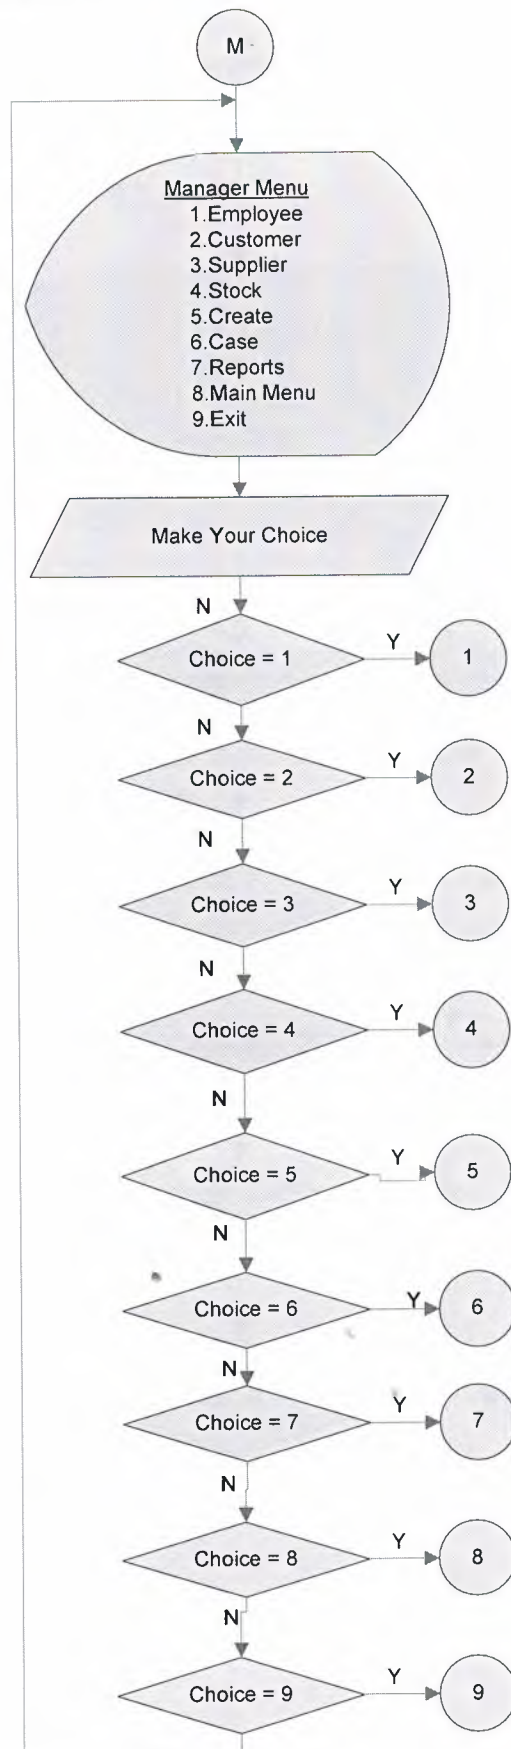 M
Manager Menu
1.Employee
2.Customer
3.Supplier
4.Stock
5.Create
6.Case
7.Reports
8.Main Menu
9.Exit
Make Your Choice
N
Choice = 1 Y 1
N
Choice = 2 Y 2
N
Choice = 3 Y 3
N
Choice = 4 Y 4
N
Choice = 5 Y 5
N
Choice = 6 Y 6
N
Choice = 7 Y 7
N
Choice = 8 Y 8
N
Choice = 9 Y 9